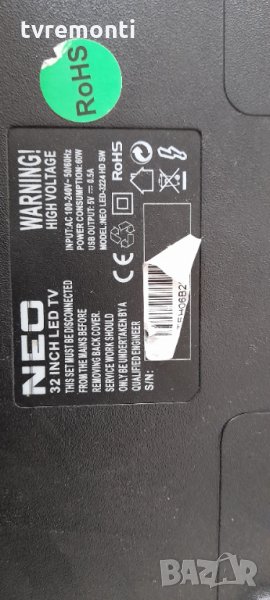 tvremonti
RoHS
WARNING!
HIGH VOLTAGE
INPUT:AC 100-240V~ 50/60Hz
POWER CONSUMPTION: 60W
USB OUTPUT: 5V ⎓ 0.5A
MODEL:NEO LED-3224 HD SW
RoHS
CE
NEO
32 INCH LED TV
THIS SET MUST BE DISCONNECTED
FROM THE MAINS BEFORE
REMOVING BACK COVER.
SERVICE WORK SHOULD
ONLY BE UNDERTAKEN BY A
QUALIFIED ENGINEER
S/N:
BAZAR